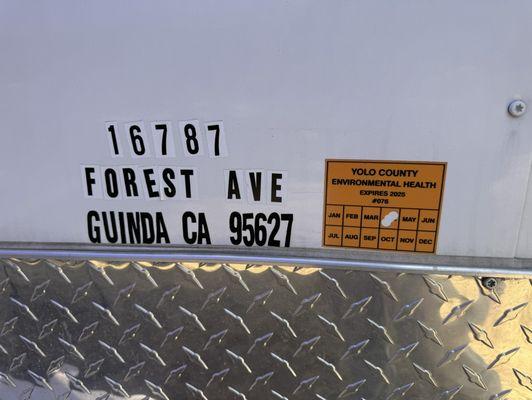 16787
FOREST AVE
GUINDA CA 95627
YOLO COUNTY
ENVIRONMENTAL HEALTH
EXPIRES 2025
#076
JAN FEB MAR MAY JUN
JUL AUG SEP OCT NOV DEC